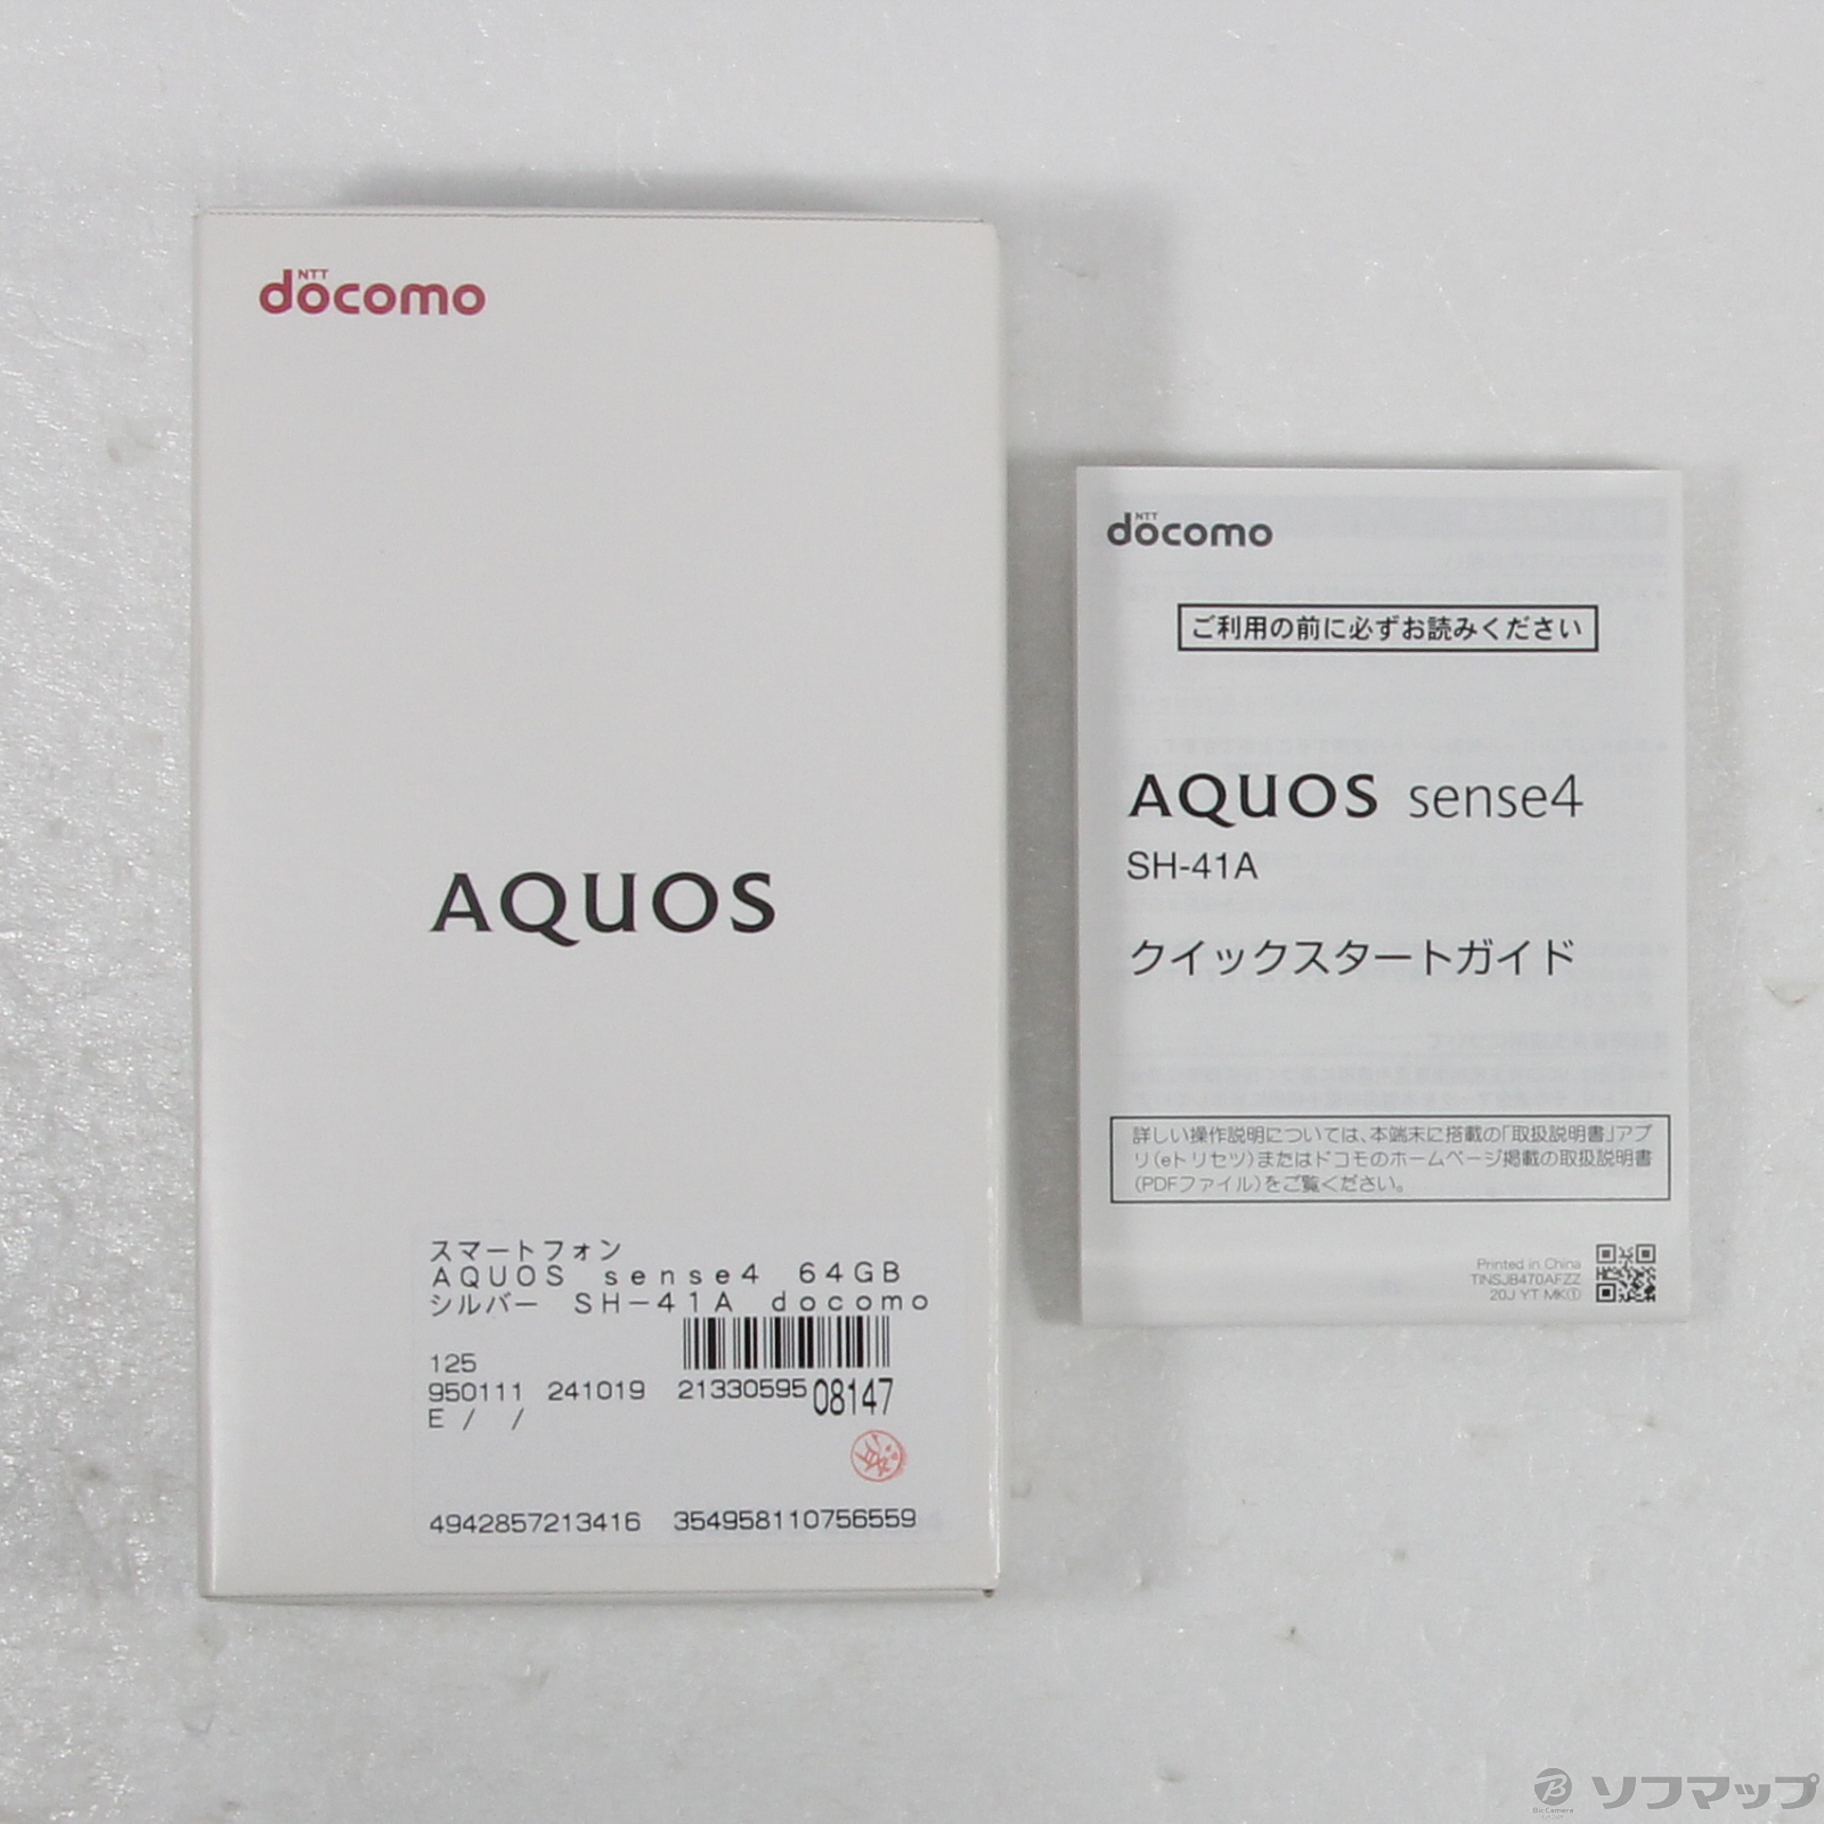 NTT
docomo
AQUOS
スマートフォン
AQUOS sense4 64GB
シルバー SH-41A docomo
125
950111 241019 2133059508147
E / /
4942857213416 354958110756559
NTT
docomo
ご利用の前に必ずお読みください
AQUOS sense4
SH-41A
クイックスタートガイド
詳しい操作説明については、本端末に搭載の「取扱説明書」アプ
リ(eトリセツ)またはドコモのホームページ掲載の取扱説明書
(PDFファイル)をご覧ください。
Printed in China
TINSJB470AFZZ
20J YT MK①
BicCamera
ソフマップ